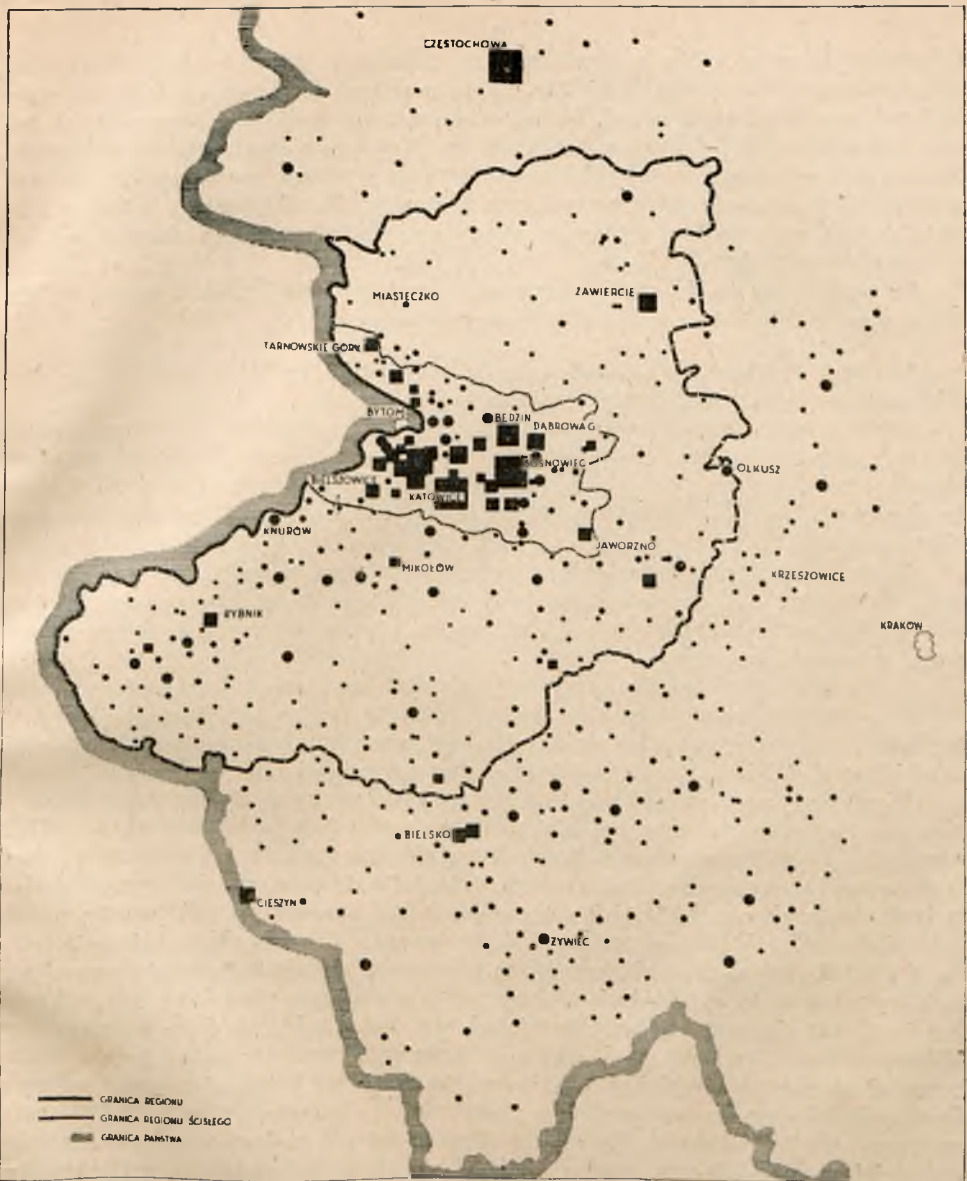 CZĘSTOCHOWA
MIASTECZKO
ZAWIERCIE
TARNOWSKIE GÓRY
BYTOM
BĘDZIN
DĄBROWA G
SOSNOWIEC
OLKUSZ
BIELSZOWICE
KATOWICE
KNURÓW
JAWORZNO
MIKOŁÓW
KRZESZOWICE
RYBNIK
KRAKÓW
BIELSKO
CIESZYN
ŻYWIEC
GRANICA REGIONU
GRANICA REGIONU ŚCISŁEGO
GRANICA PAŃSTWA